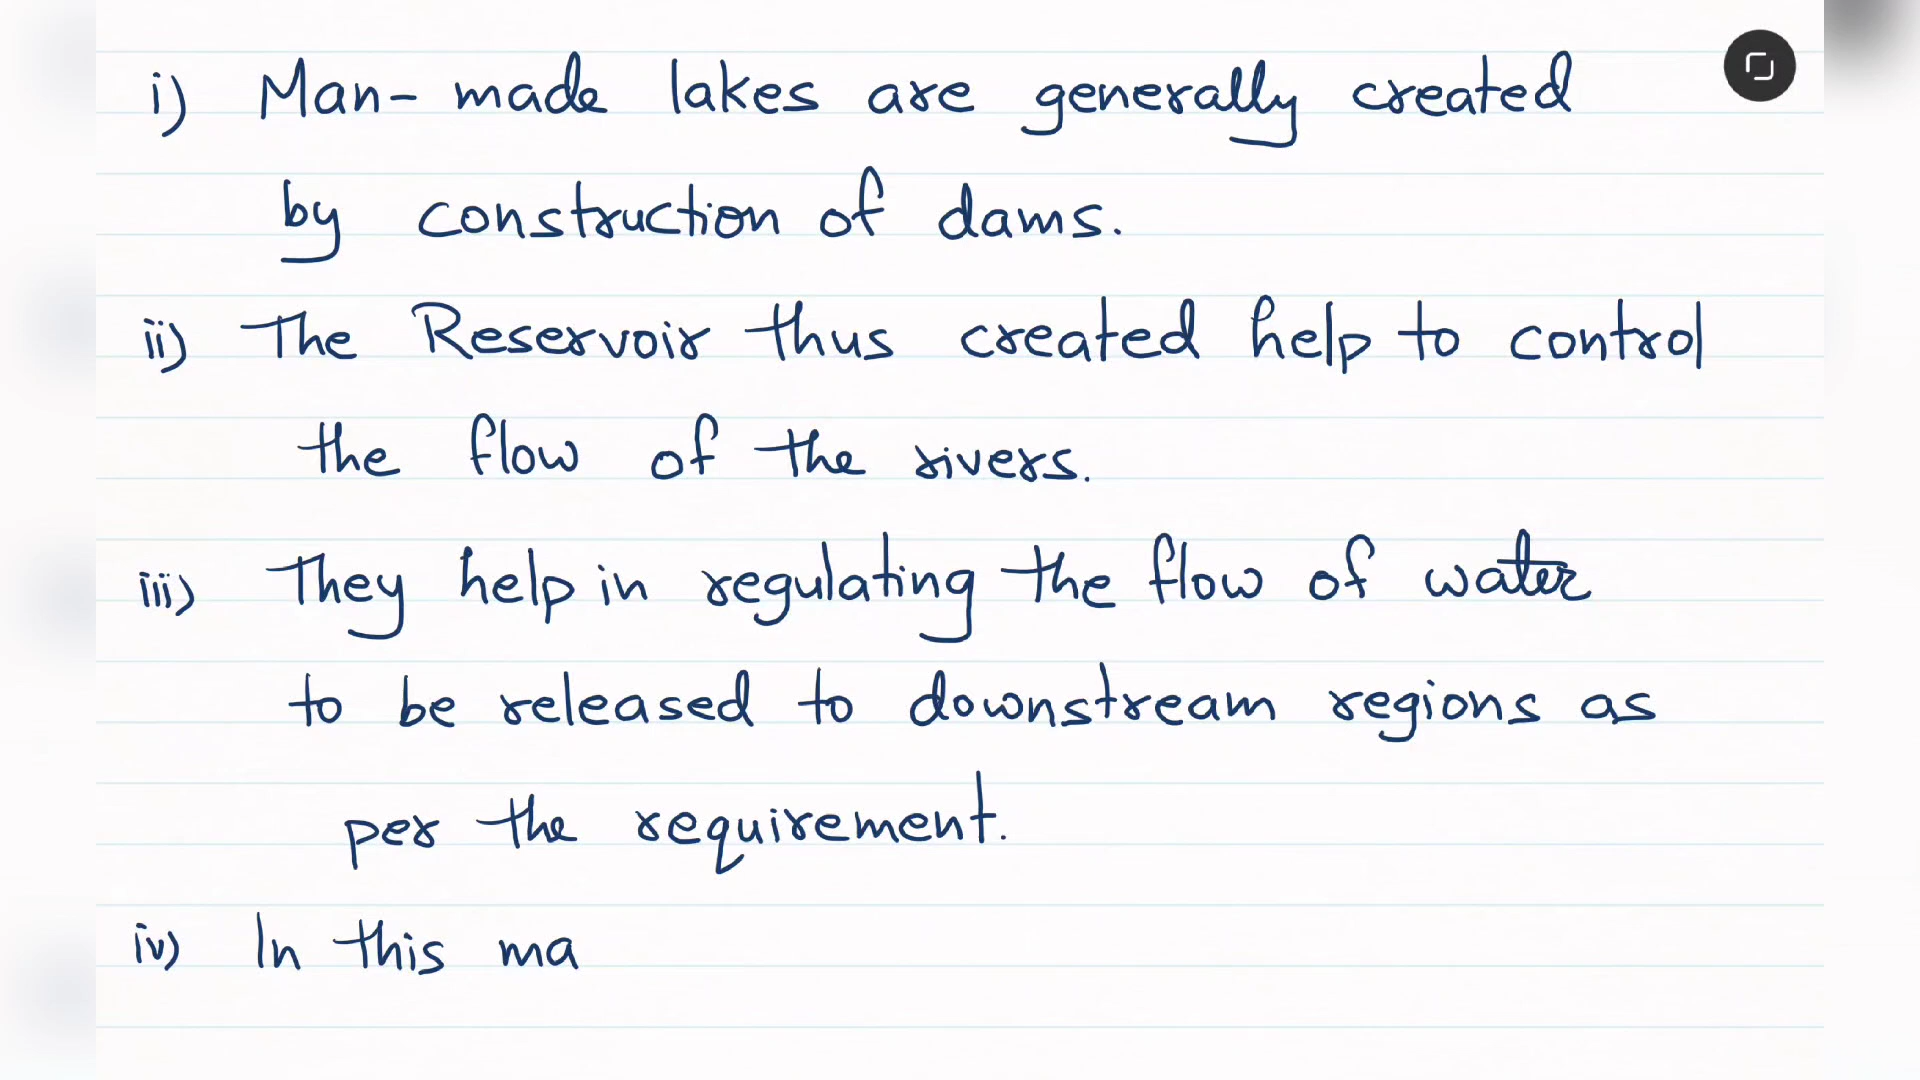 i) Man-made lakes are generally created
by construction of dams.
ii) The Reservoir thus created help to control
the flow of the rivers.
iii) They help in regulating the flow of water
to be released to downstream regions as
per the requirement.
iv) In this ma